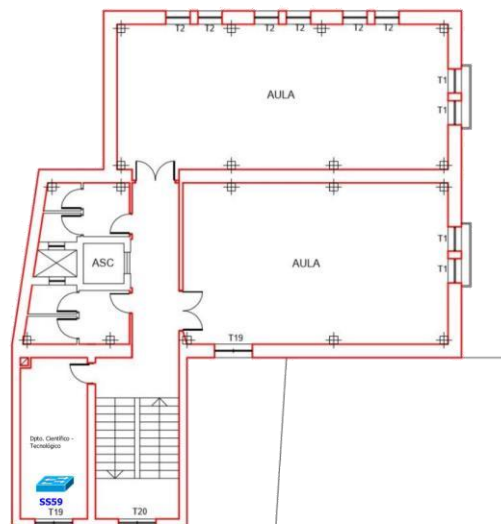 T2 T2 T2 T2 T2 T2
AULA
T1
T1
ASC
AULA
T1
T1
T19
Dpto. Científico -
Tecnológico
SS59
T19
T20